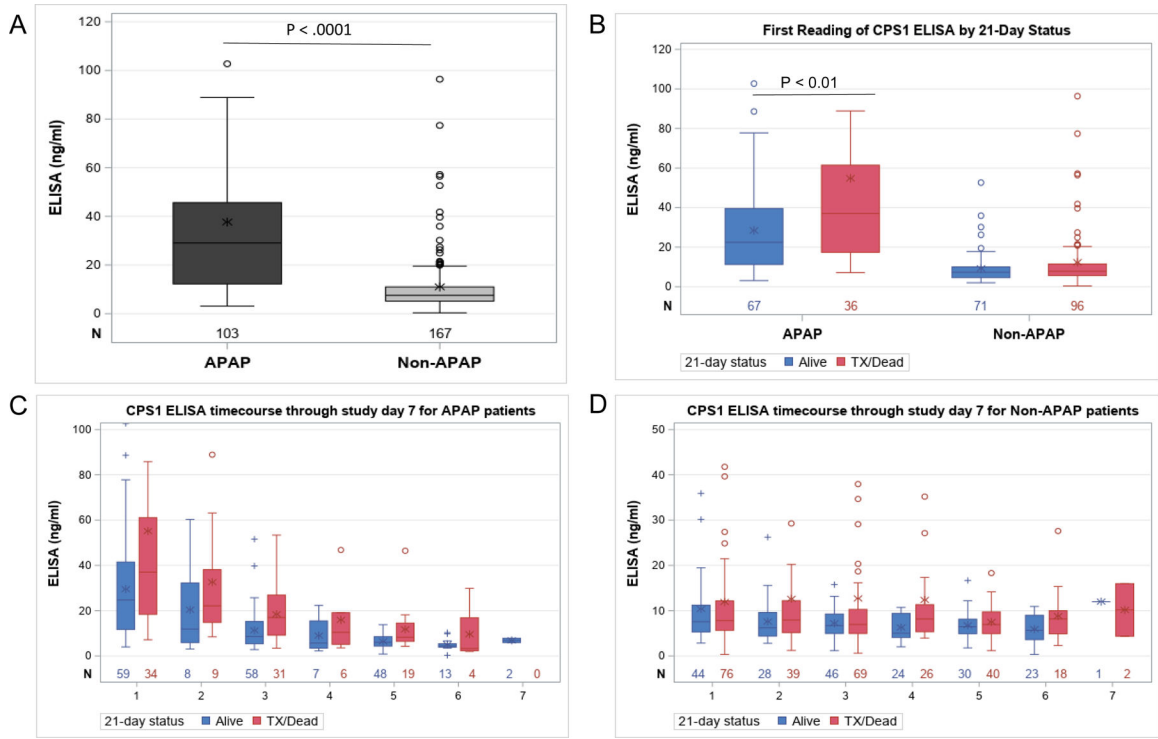 A
P < .0001
120
100
80
60
40
20
0
ELISA (ng/ml)
N
103 167
APAP Non-APAP
B
First Reading of CPS1 ELISA by 21-Day Status
P < 0.01
120
100
80
60
40
20
0
ELISA (ng/ml)
N
67 36 71 96
APAP Non-APAP
21-day status Alive TX/Dead
C
CPS1 ELISA timecourse through study day 7 for APAP patients
100
80
60
40
20
0
ELISA (ng/ml)
N
59 34 8 9 58 31 7 6 48 19 13 4 2 0
1 2 3 4 5 6 7
21-day status Alive TX/Dead
D
CPS1 ELISA timecourse through study day 7 for Non-APAP patients
50
40
30
20
10
0
ELISA (ng/ml)
N
44 76 28 39 46 69 24 26 30 40 23 18 1 2
1 2 3 4 5 6 7
21-day status Alive TX/Dead